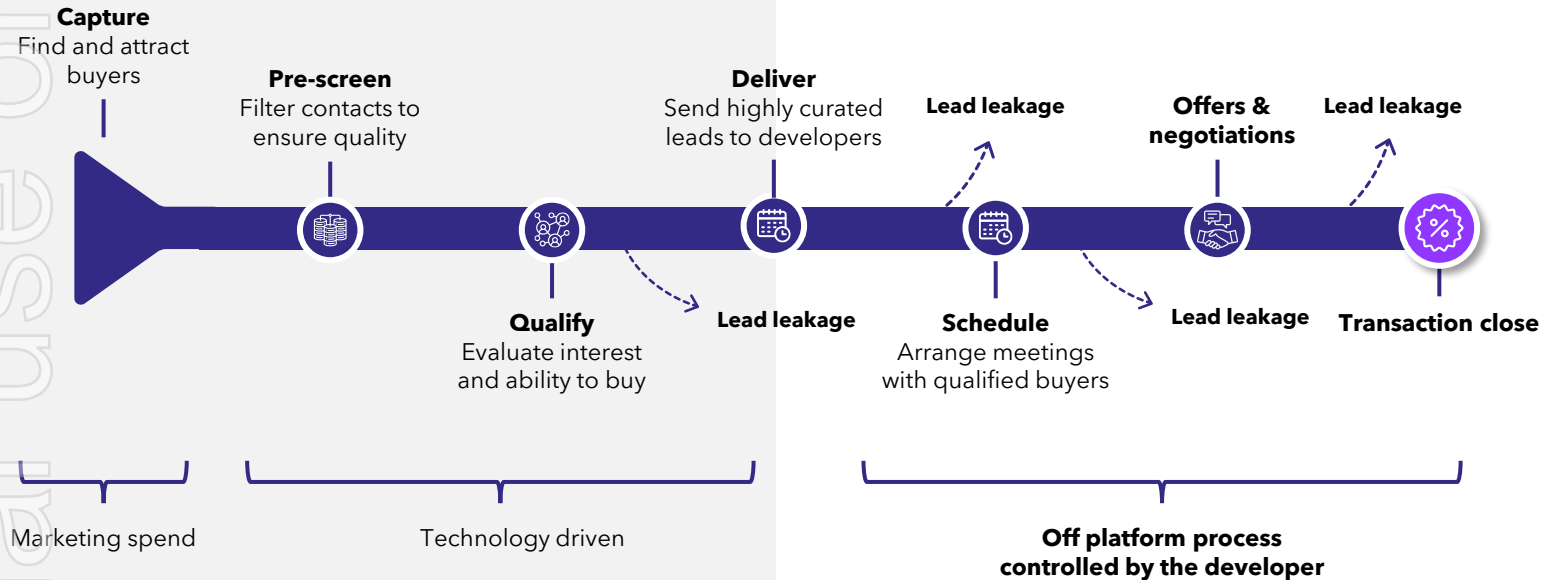 Capture
Find and attract
buyers
Pre-screen
Filter contacts to
ensure quality
Qualify
Evaluate interest
and ability to buy
Lead leakage
Deliver
Send highly curated
leads to developers
Lead leakage
Schedule
Arrange meetings
with qualified buyers
Lead leakage
Offers &
negotiations
Lead leakage
Transaction close
Marketing spend
Technology driven
Off platform process
controlled by the developer
use